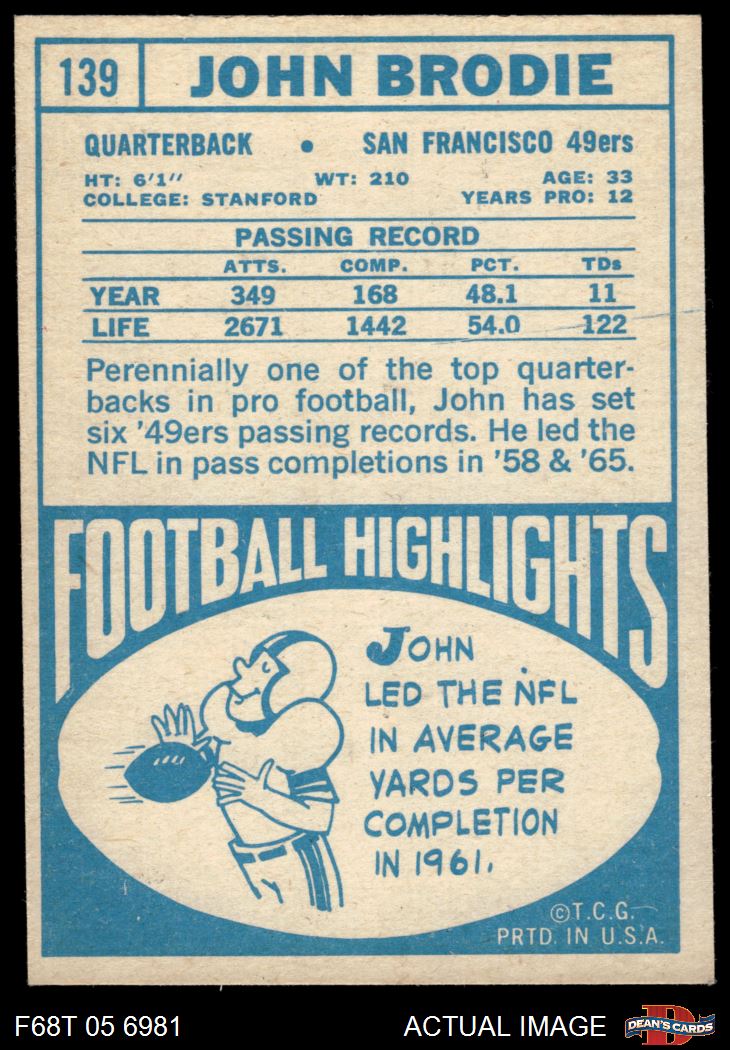 139 JOHN BRODIE
QUARTERBACK • SAN FRANCISCO 49ers
HT: 6'1" WT: 210 AGE: 33
COLLEGE: STANFORD YEARS PRO: 12
PASSING RECORD
ATTS. COMP. PCT. TDs
YEAR 349 168 48.1 11
LIFE 2671 1442 54.0 122
Perennially one of the top quarter-
backs in pro football, John has set
six '49ers passing records. He led the
NFL in pass completions in '58 & '65.
FOOTBALL HIGHLIGHTS
JOHN
LED THE NFL
IN AVERAGE
YARDS PER
COMPLETION
IN 1961.
©T.C.G.
PRTD. IN U.S.A.
F68T 05 6981 ACTUAL IMAGE D DEAN'S CARDS